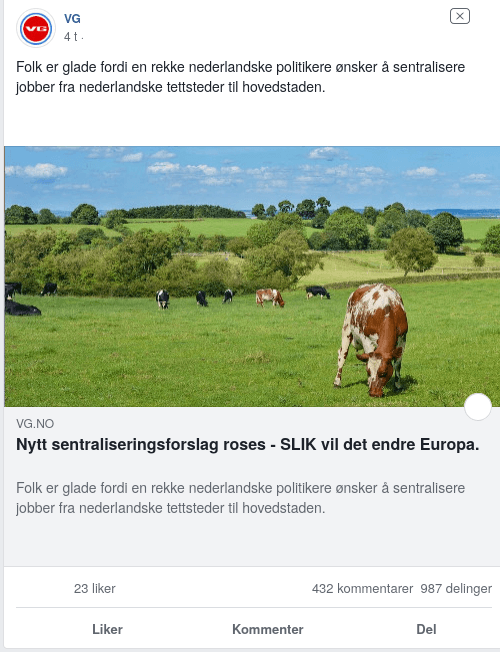 VG
VG
4 t ·
Folk er glade fordi en rekke nederlandske politikere ønsker å sentralisere
jobber fra nederlandske tettsteder til hovedstaden.
VG.NO
Nytt sentraliseringsforslag roses - SLIK vil det endre Europa.
Folk er glade fordi en rekke nederlandske politikere ønsker å sentralisere
jobber fra nederlandske tettsteder til hovedstaden.
23 liker 432 kommentarer 987 delinger
Liker Kommenter Del